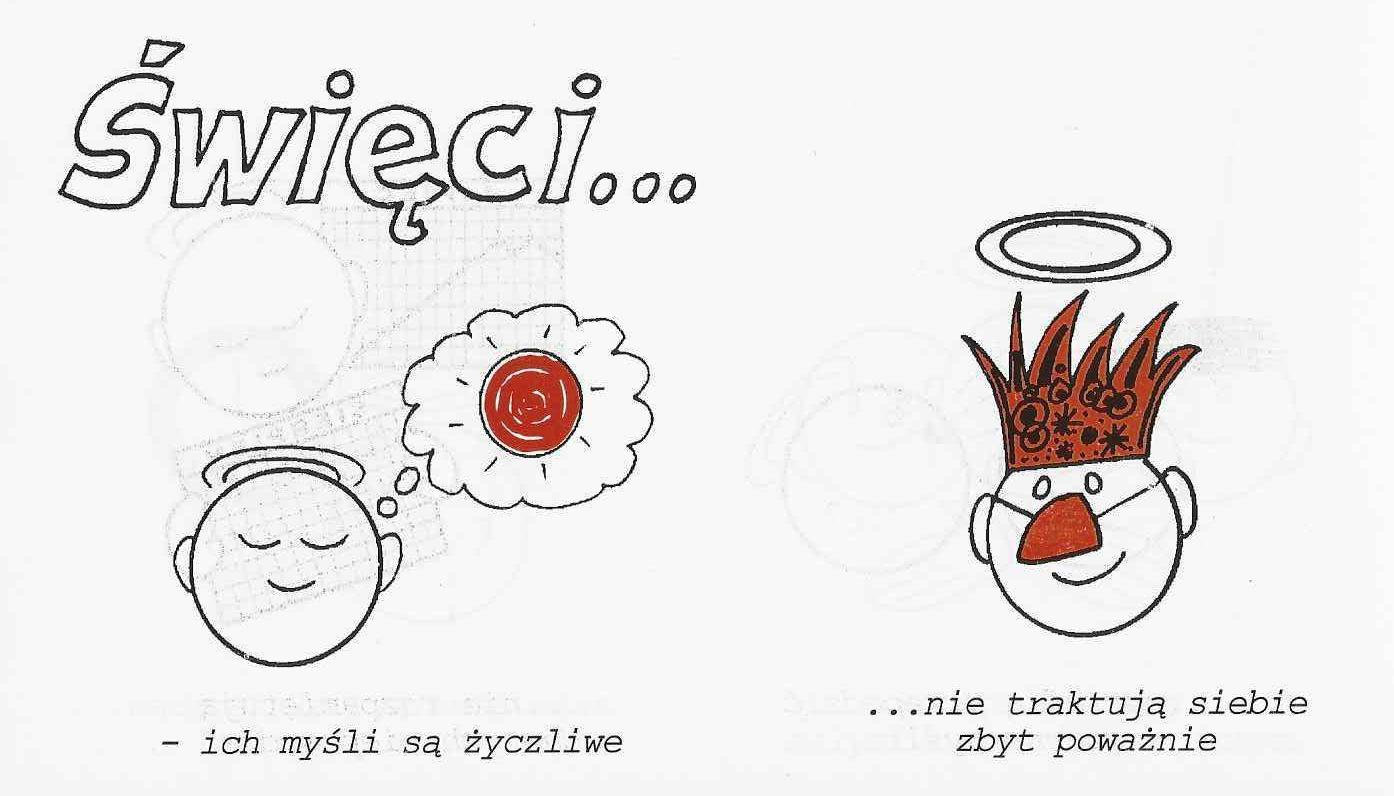 Święci...
- ich myśli są życzliwe
...nie traktują siebie
zbyt poważnie